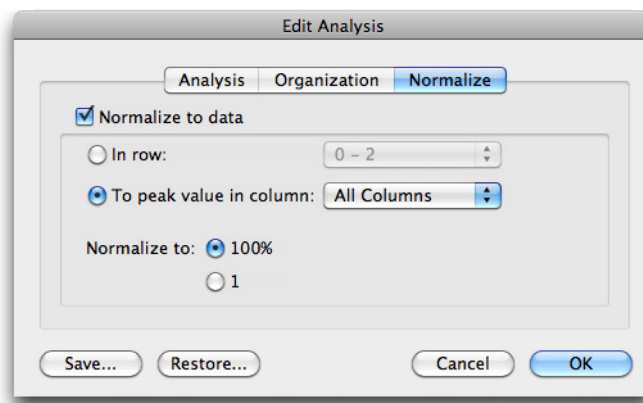 Edit Analysis
Analysis Organization Normalize
Normalize to data
In row: 0 – 2
To peak value in column: All Columns
Normalize to: 100%
1
Save... Restore... Cancel OK